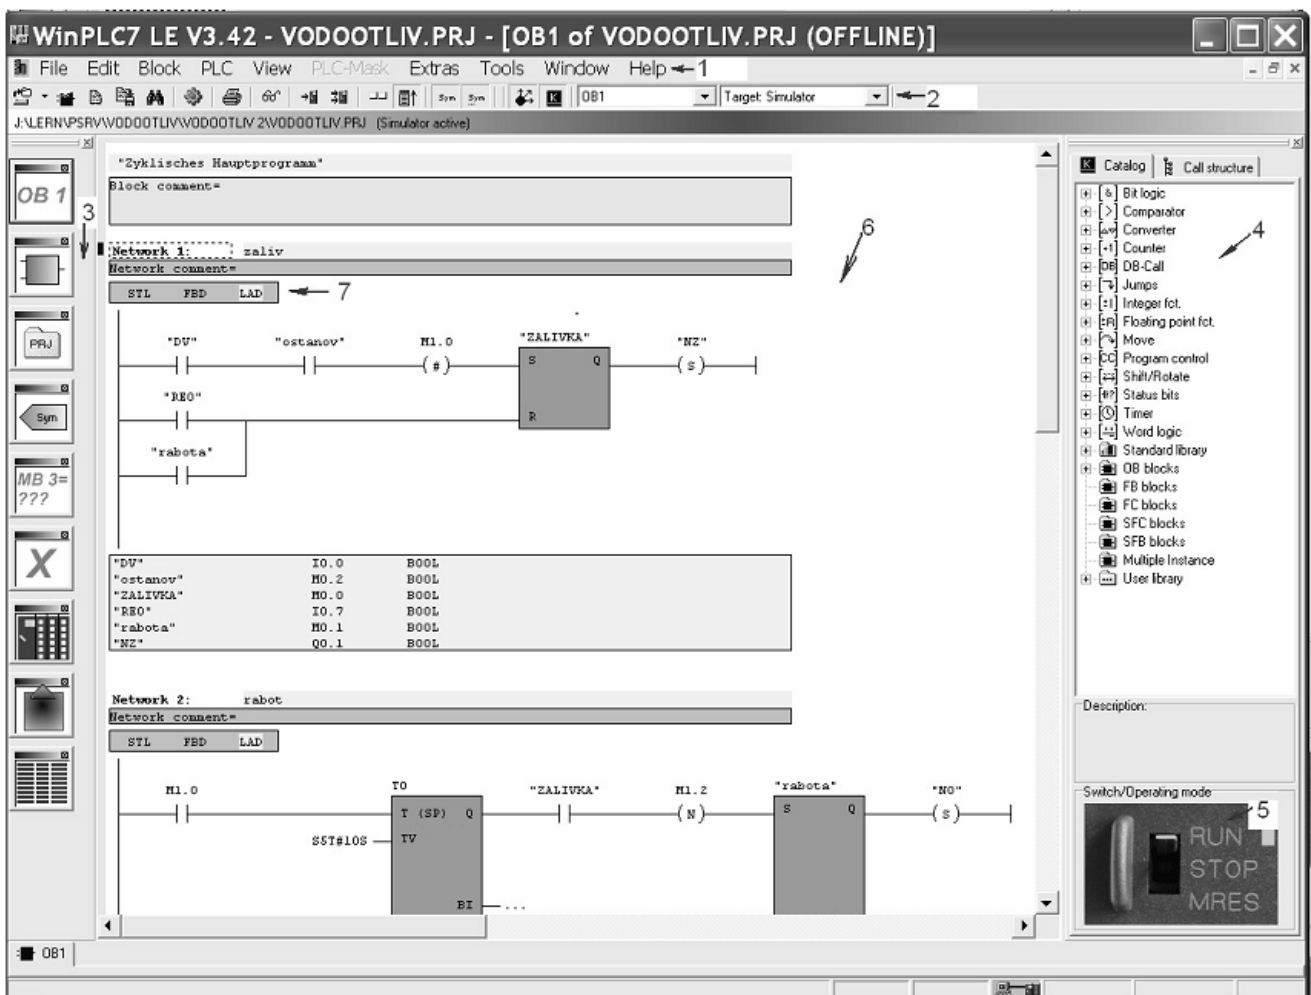 WinPLC7 LE V3.42 - VODOOTLIV.PRJ - [OB1 of VODOOTLIV.PRJ (OFFLINE)]
File Edit Block PLC View PLC-Mask Extras Tools Window Help 1
Sym Sym K OB1 Target: Simulator 2
J:\LERN\PSRV\VODOOTLIV\VODOOTLIV 2\VODOOTLIV.PRJ (Simulator active)
OB 1
3
PRJ
Sym
MB 3=
???
X
"Zyklisches Hauptprogramm"
Block comment=
6
Network 1: zaliv
Network comment=
STL FBD LAD 7
"DV" "ostanov" M1.0 "ZALIVKA" "NZ"
S Q
( # ) ( S )
"REO"
R
"rabota"
"DV" I0.0 BOOL
"ostanov" M0.2 BOOL
"ZALIVKA" M0.0 BOOL
"REO" I0.7 BOOL
"rabota" M0.1 BOOL
"NZ" Q0.1 BOOL
Network 2: rabot
Network comment=
STL FBD LAD
M1.0 T0 "ZALIVKA" M1.2 "rabota" "NO"
T (SP) Q ( N ) S Q ( S )
S5T#10S TV
BI ...
K Catalog Call structure
[&] Bit logic
[>] Comparator
Converter
4
[+1] Counter
[DB] DB-Call
Jumps
[±I] Integer fct.
[±R] Floating point fct.
Move
[CC] Program control
Shift/Rotate
[#?] Status bits
Timer
Word logic
Standard library
OB blocks
FB blocks
FC blocks
SFC blocks
SFB blocks
Multiple Instance
User library
Description:
Switch/Operating mode
5
RUN
STOP
MRES
OB1